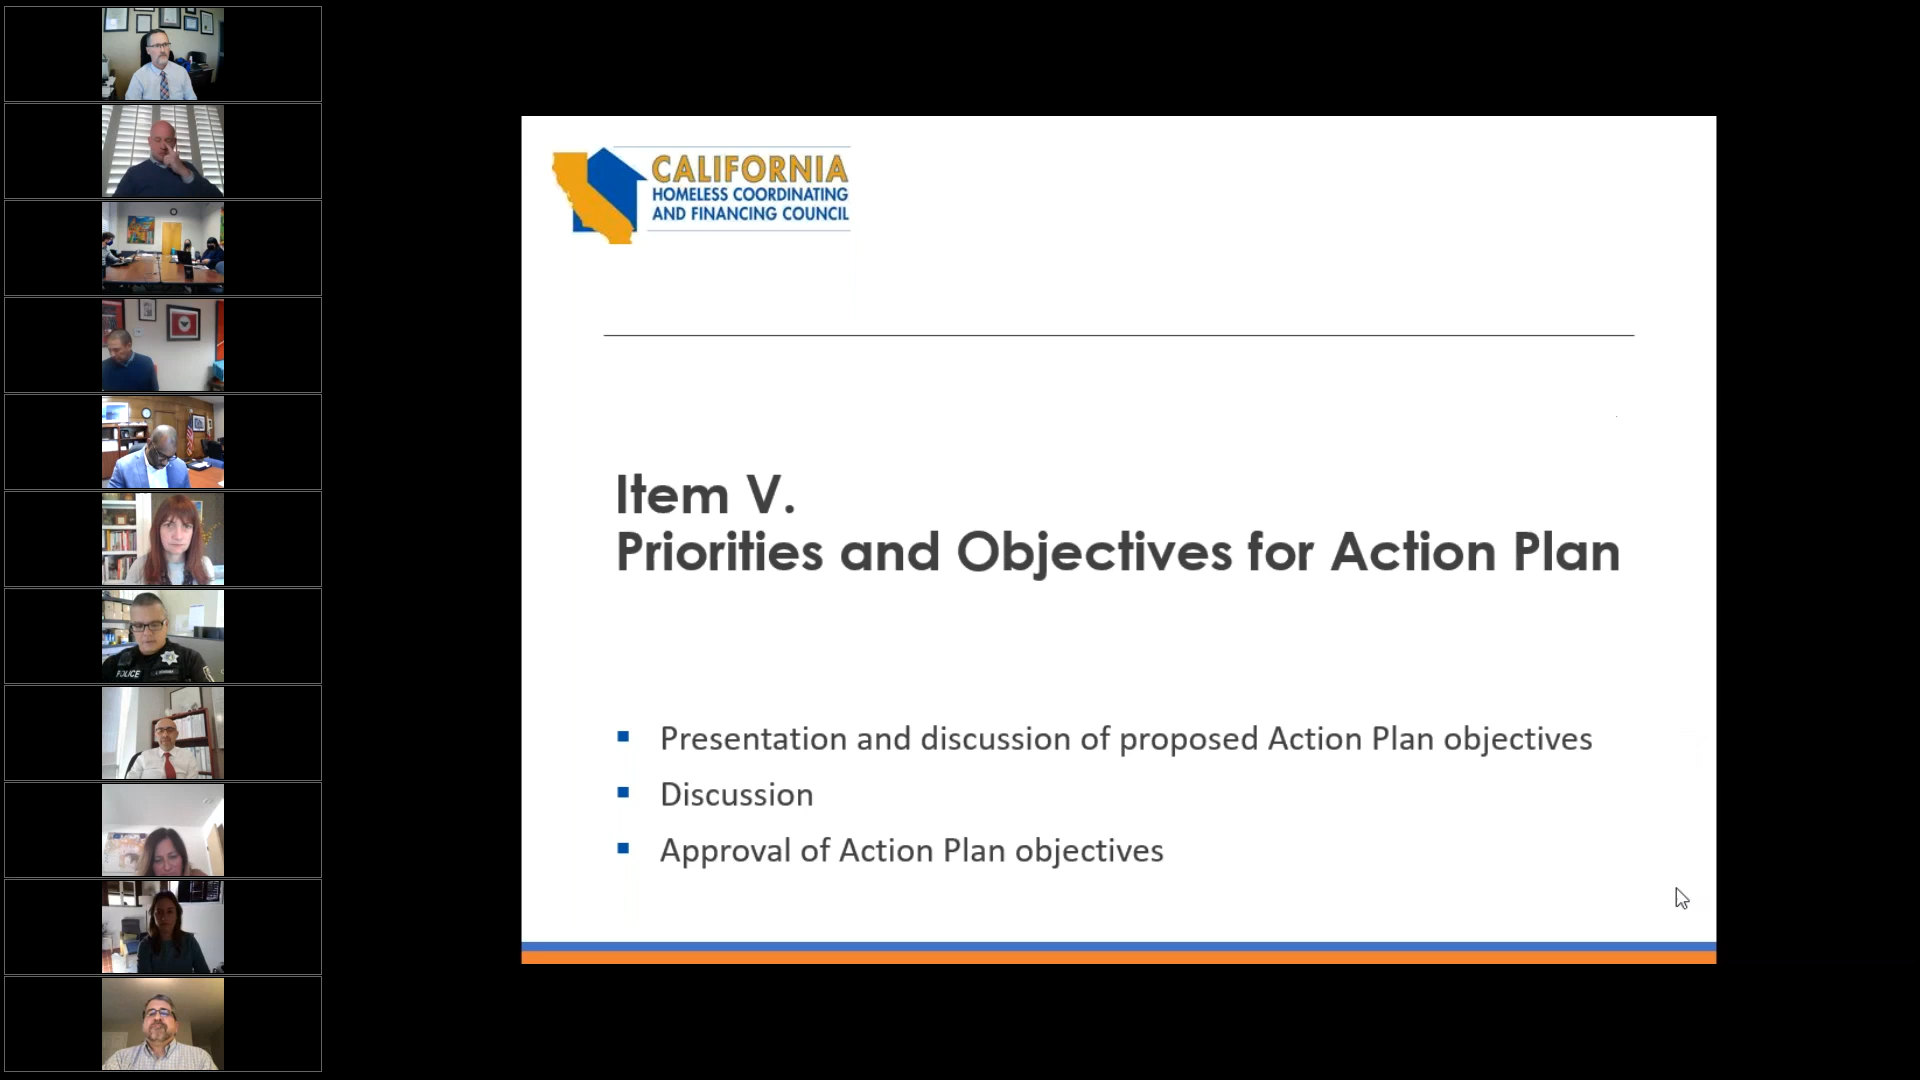 CALIFORNIA
HOMELESS COORDINATING
AND FINANCING COUNCIL
Item V.
Priorities and Objectives for Action Plan
Presentation and discussion of proposed Action Plan objectives
Discussion
Approval of Action Plan objectives
POLICE